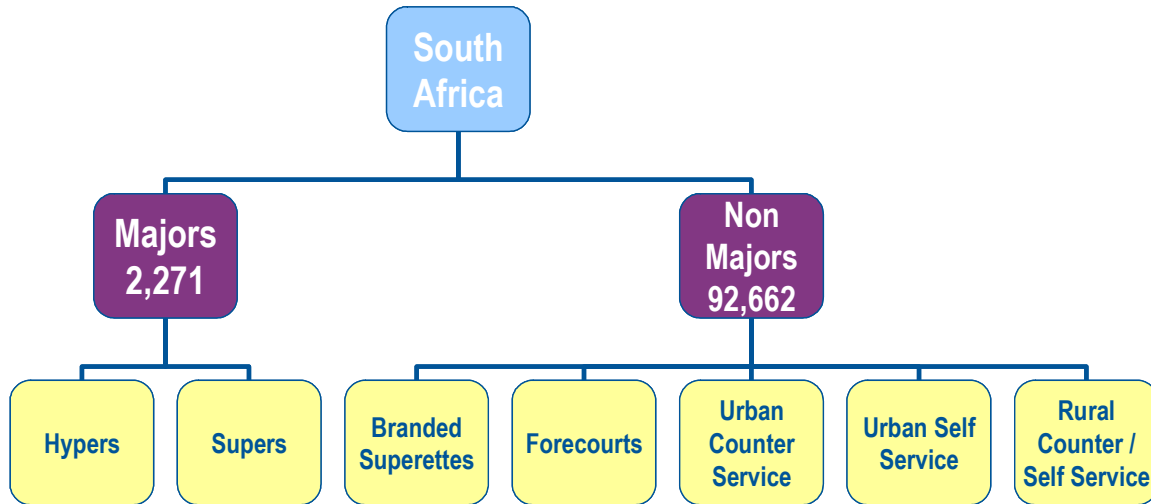 South
Africa
Majors
2,271
Non
Majors
92,662
Hypers
Supers
Branded
Superettes
Forecourts
Urban
Counter
Service
Urban Self
Service
Rural
Counter /
Self Service